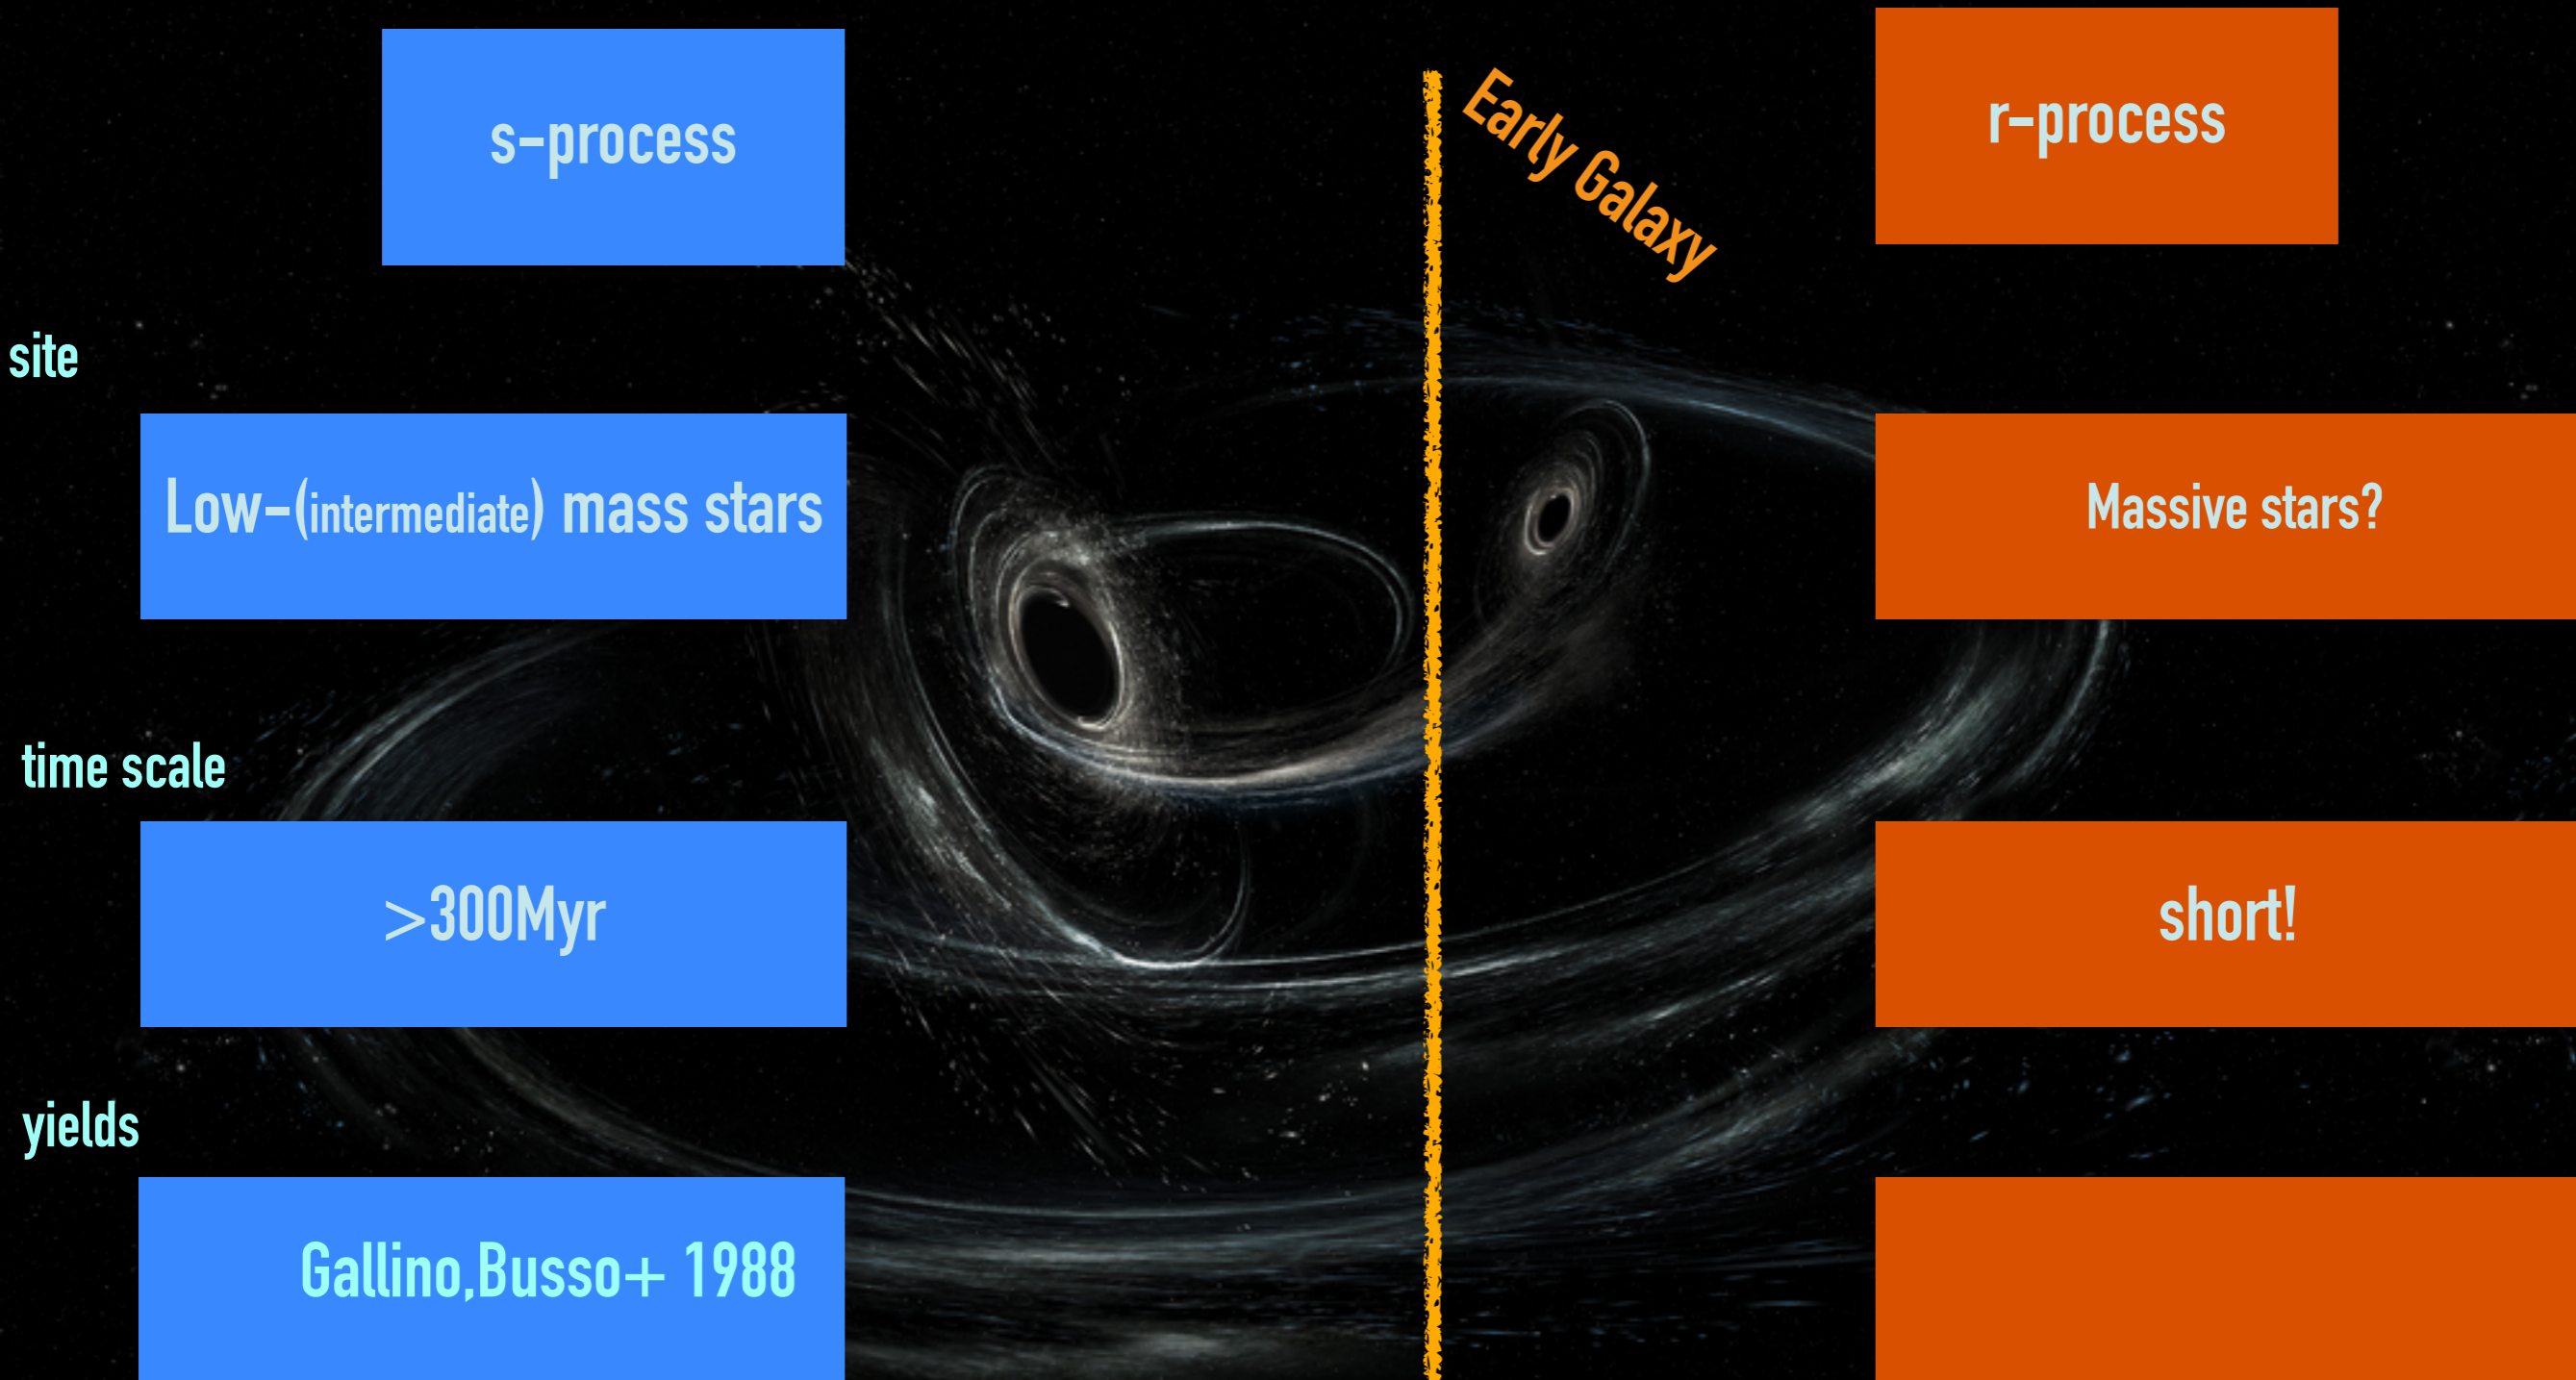 s-process
Early Galaxy
r-process
site
Low-(intermediate) mass stars
Massive stars?
time scale
>300Myr
short!
yields
Gallino,Busso+ 1988